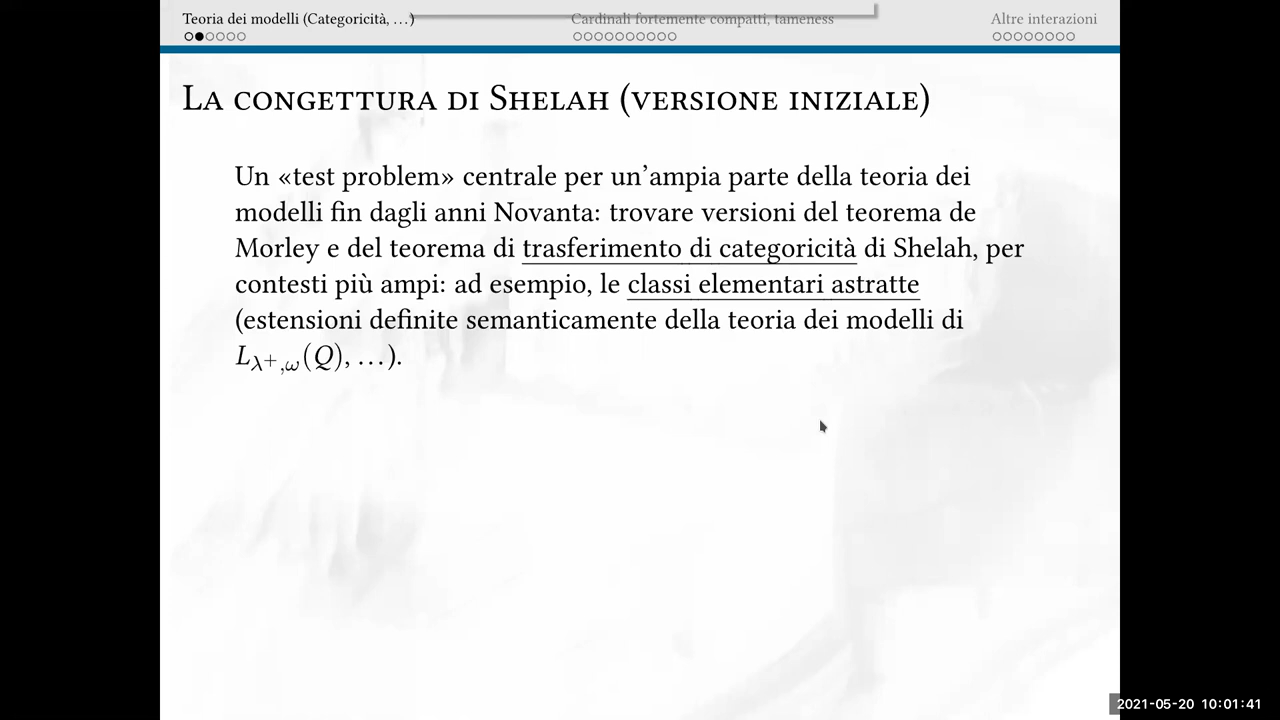 Teoria dei modelli (Categoricità, …)
Cardinali fortemente compatti, tameness
Altre interazioni
La congettura di Shelah (versione iniziale)
Un «test problem» centrale per un’ampia parte della teoria dei
modelli fin dagli anni Novanta: trovare versioni del teorema de
Morley e del teorema di trasferimento di categoricità di Shelah, per
contesti più ampi: ad esempio, le classi elementari astratte
(estensioni definite semanticamente della teoria dei modelli di
L_{λ⁺,ω}(Q), …).
2021-05-20 10:01:41